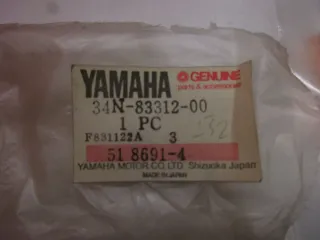 YAMAHA GENUINE
parts & accessories
34N-83312-00
1 PC
F831122A 3
51 8691-4
YAMAHA MOTOR CO., LTD. Shizuoka Japan
MADE IN JAPAN